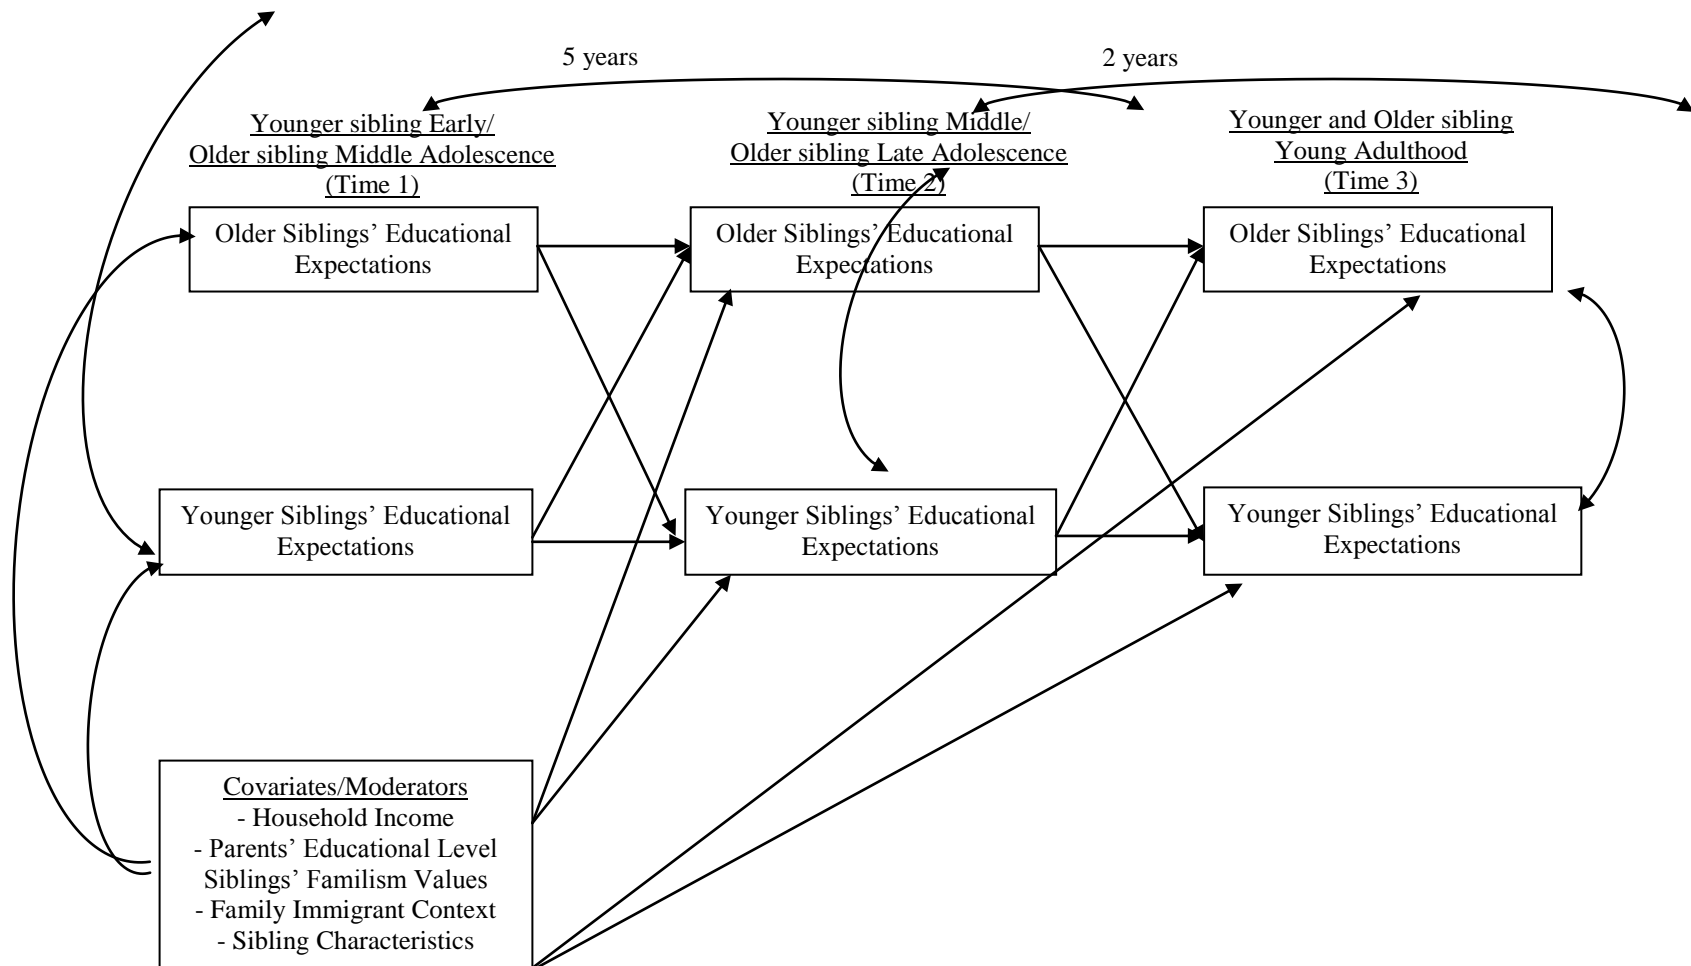 5 years
2 years
Younger sibling Early/
Older sibling Middle Adolescence
(Time 1)
Younger sibling Middle/
Older sibling Late Adolescence
(Time 2)
Younger and Older sibling
Young Adulthood
(Time 3)
Older Siblings’ Educational
Expectations
Older Siblings’ Educational
Expectations
Older Siblings’ Educational
Expectations
Younger Siblings’ Educational
Expectations
Younger Siblings’ Educational
Expectations
Younger Siblings’ Educational
Expectations
Covariates/Moderators
- Household Income
- Parents’ Educational Level
Siblings’ Familism Values
- Family Immigrant Context
- Sibling Characteristics